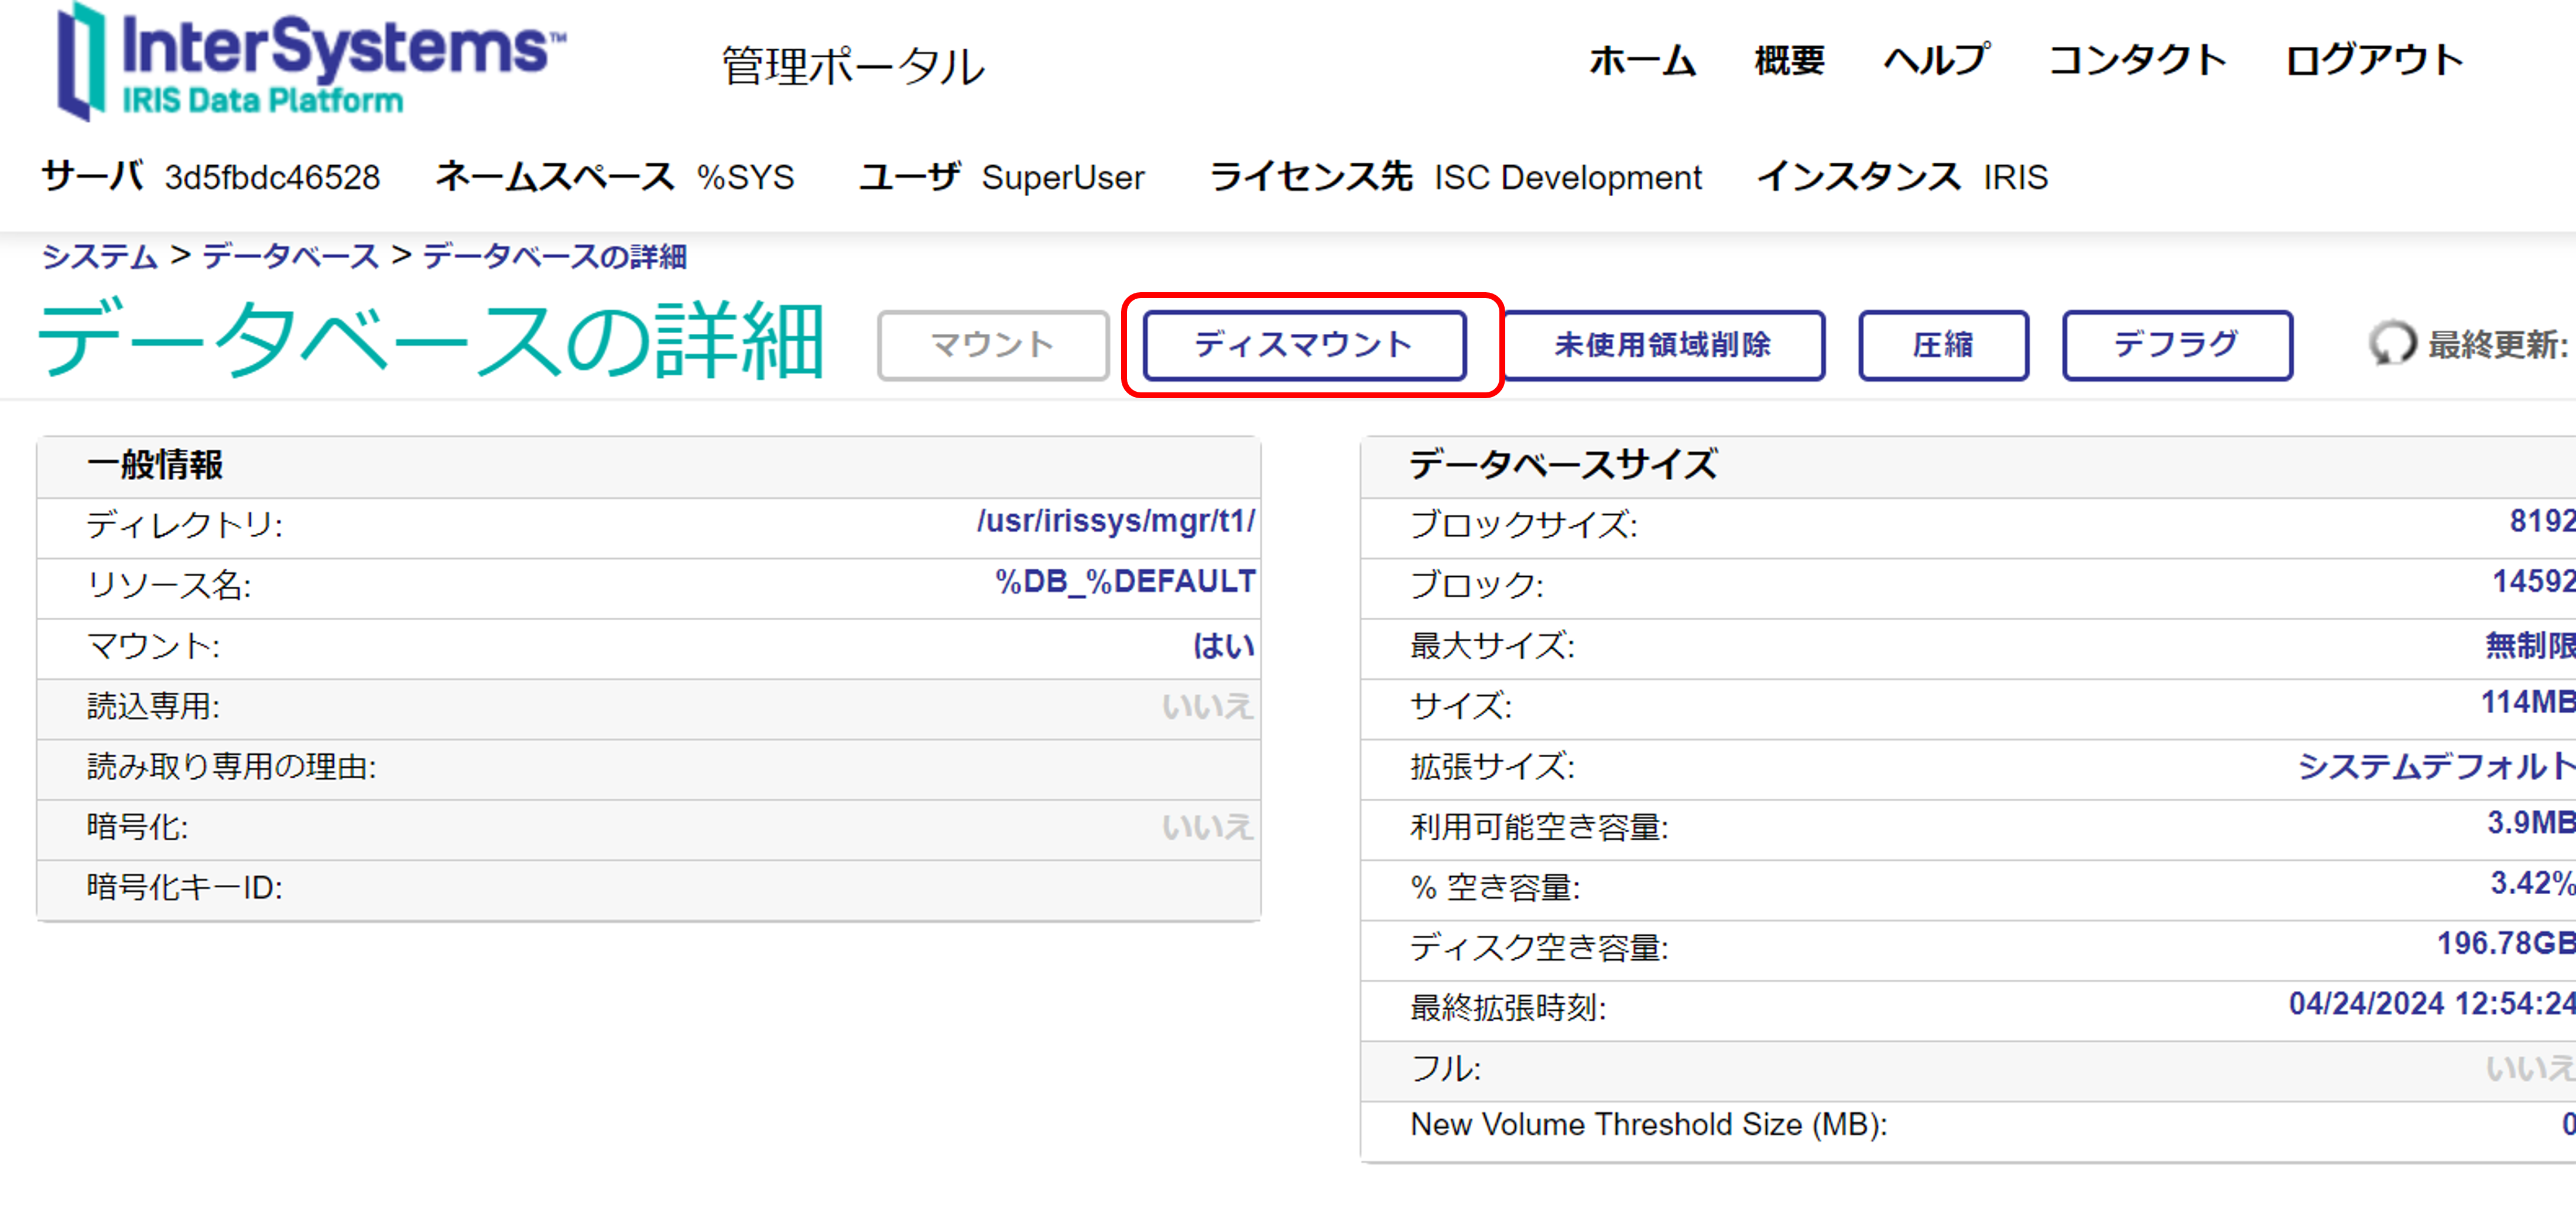 InterSystems™
IRIS Data Platform
管理ポータル
ホーム 概要 ヘルプ コンタクト ログアウト
サーバ 3d5fbdc46528 ネームスペース %SYS ユーザ SuperUser ライセンス先 ISC Development インスタンス IRIS
システム > データベース > データベースの詳細
データベースの詳細
マウント ディスマウント 未使用領域削除 圧縮 デフラグ 最終更新:
一般情報
ディレクトリ: /usr/irissys/mgr/t1/
リソース名: %DB_%DEFAULT
マウント: はい
読込専用: いいえ
読み取り専用の理由:
暗号化: いいえ
暗号化キーID:
データベースサイズ
ブロックサイズ: 8192
ブロック: 14592
最大サイズ: 無制限
サイズ: 114MB
拡張サイズ: システムデフォルト
利用可能空き容量: 3.9MB
% 空き容量: 3.42%
ディスク空き容量: 196.78GB
最終拡張時刻: 04/24/2024 12:54:24
フル: いいえ
New Volume Threshold Size (MB): 0